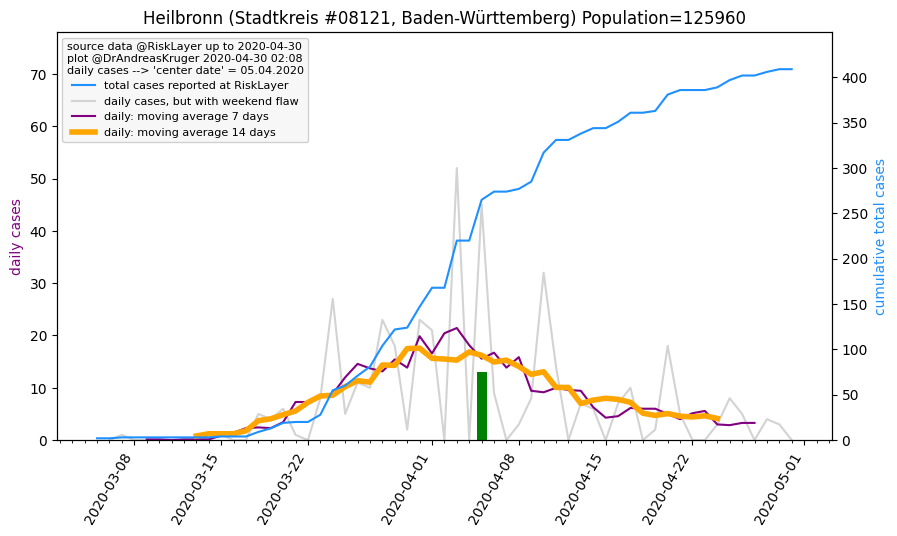 Heilbronn (Stadtkreis #08121, Baden-Württemberg) Population=125960
source data @RiskLayer up to 2020-04-30
plot @DrAndreasKruger 2020-04-30 02:08
daily cases --> 'center date' = 05.04.2020
total cases reported at RiskLayer
daily cases, but with weekend flaw
daily: moving average 7 days
daily: moving average 14 days
daily cases
70
60
50
40
30
20
10
0
400
350
300
250
200
150
100
50
0
cumulative total cases
2020-03-08
2020-03-15
2020-03-22
2020-04-01
2020-04-08
2020-04-15
2020-04-22
2020-05-01